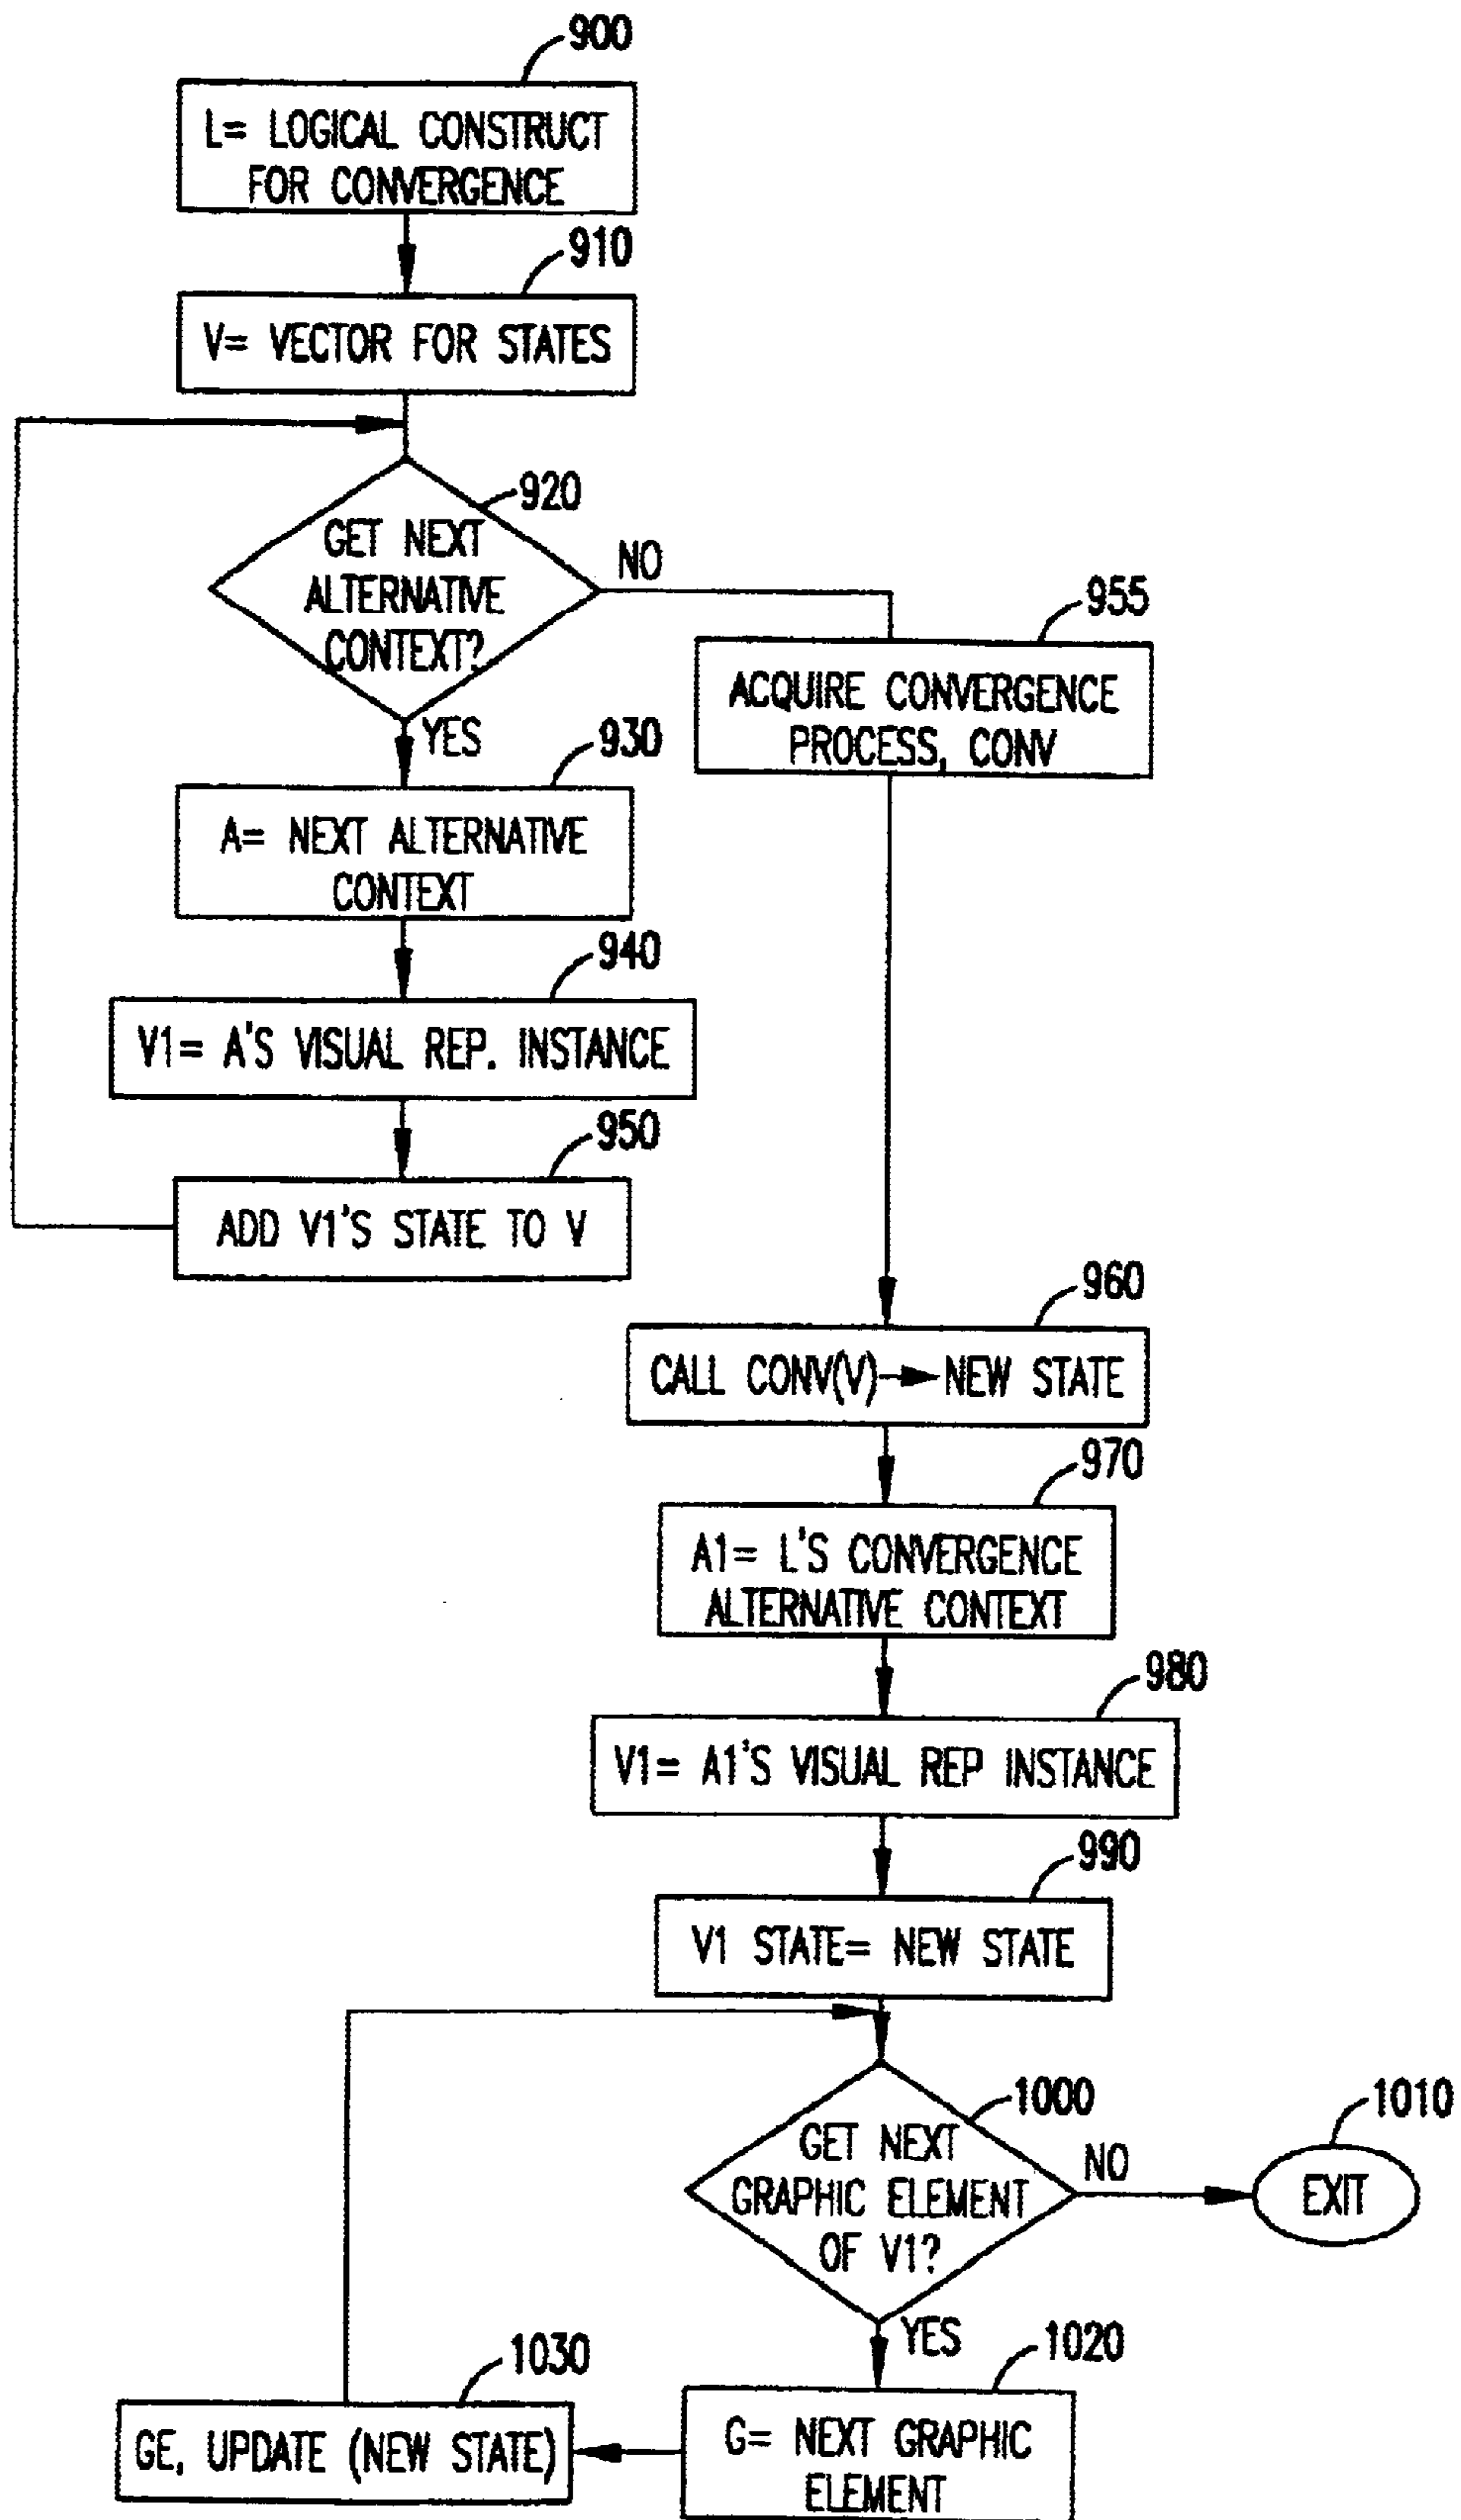 900
L= LOGICAL CONSTRUCT
FOR CONVERGENCE
910
V= VECTOR FOR STATES
920
GET NEXT
ALTERNATIVE
CONTEXT?
NO
YES
955
ACQUIRE CONVERGENCE
PROCESS, CONV
930
A= NEXT ALTERNATIVE
CONTEXT
940
V1= A'S VISUAL REP. INSTANCE
950
ADD V1'S STATE TO V
960
CALL CONV(V)→NEW STATE
970
A1= L'S CONVERGENCE
ALTERNATIVE CONTEXT
980
V1= A1'S VISUAL REP INSTANCE
990
V1 STATE= NEW STATE
1000
GET NEXT
GRAPHIC ELEMENT
OF V1?
NO
1010
EXIT
YES
1020
G= NEXT GRAPHIC
ELEMENT
1030
GE, UPDATE (NEW STATE)